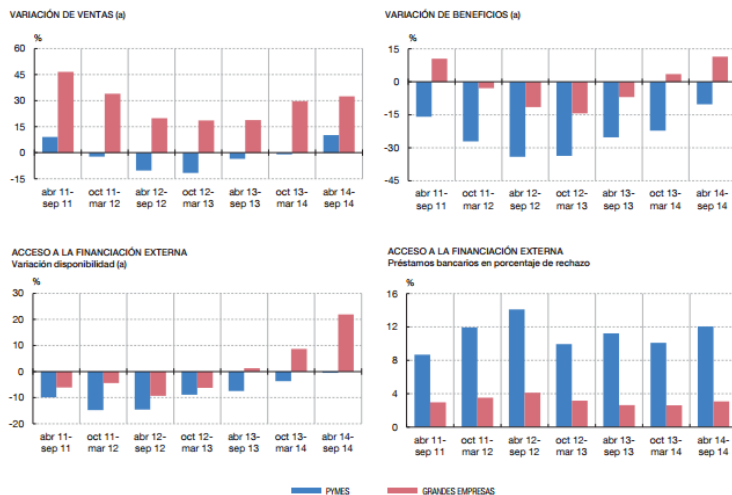 VARIACIÓN DE VENTAS (a)
%
60
45
30
15
0
-15
abr 11-
sep 11
oct 11-
mar 12
abr 12-
sep 12
oct 12-
mar 13
abr 13-
sep 13
oct 13-
mar 14
abr 14-
sep 14
VARIACIÓN DE BENEFICIOS (a)
%
15
0
-15
-30
-45
abr 11-
sep 11
oct 11-
mar 12
abr 12-
sep 12
oct 12-
mar 13
abr 13-
sep 13
oct 13-
mar 14
abr 14-
sep 14
ACCESO A LA FINANCIACIÓN EXTERNA
Variación disponibilidad (a)
%
30
20
10
0
-10
-20
abr 11-
sep 11
oct 11-
mar 12
abr 12-
sep 12
oct 12-
mar 13
abr 13-
sep 13
oct 13-
mar 14
abr 14-
sep 14
ACCESO A LA FINANCIACIÓN EXTERNA
Préstamos bancarios en porcentaje de rechazo
%
16
12
8
4
0
abr 11-
sep 11
oct 11-
mar 12
abr 12-
sep 12
oct 12-
mar 13
abr 13-
sep 13
oct 13-
mar 14
abr 14-
sep 14
PYMES
GRANDES EMPRESAS